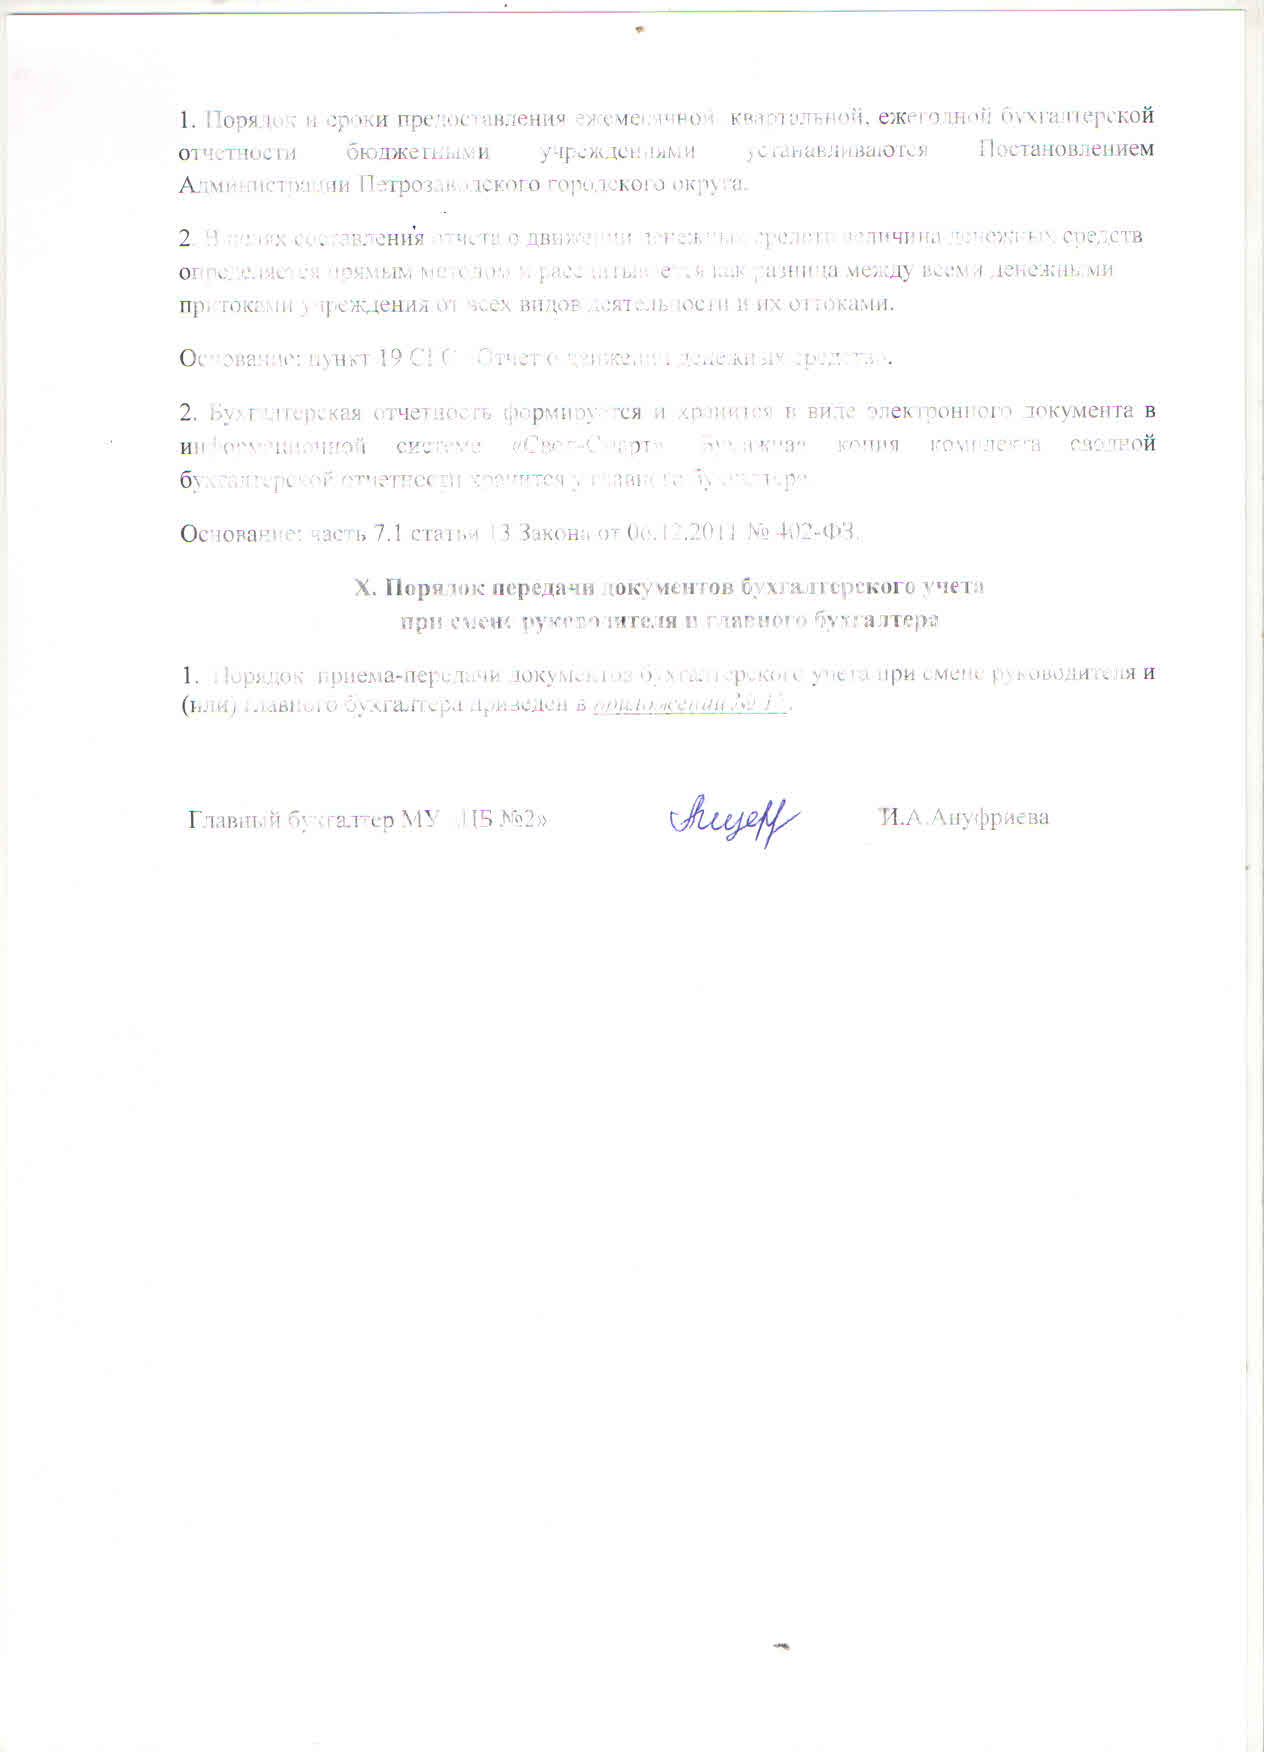 1. Порядок и сроки предоставления ежемесячной, квартальной, ежегодной бухгалтерской
отчетности бюджетными учреждениями устанавливаются Постановлением
Администрации Петрозаводского городского округа.
2. В целях составления отчета о движении денежных средств величина денежных средств
определяется прямым методом и рассчитывается как разница между всеми денежными
притоками учреждения от всех видов деятельности и их оттоками.
Основание: пункт 19 СГС «Отчет о движении денежных средств».
2. Бухгалтерская отчетность формируется и хранится в виде электронного документа в
информационной системе «Свод-Смарт». Бумажная копия комплекта сводной
бухгалтерской отчетности хранится у главного бухгалтера.
Основание: часть 7.1 статьи 13 Закона от 06.12.2011 № 402-ФЗ.
X. Порядок передачи документов бухгалтерского учета
при смене руководителя и главного бухгалтера
1. Порядок приема-передачи документов бухгалтерского учета при смене руководителя и
(или) главного бухгалтера приведен в приложении №
Главный бухгалтер МУ «ЦБ №2» И.А.Ануфриева